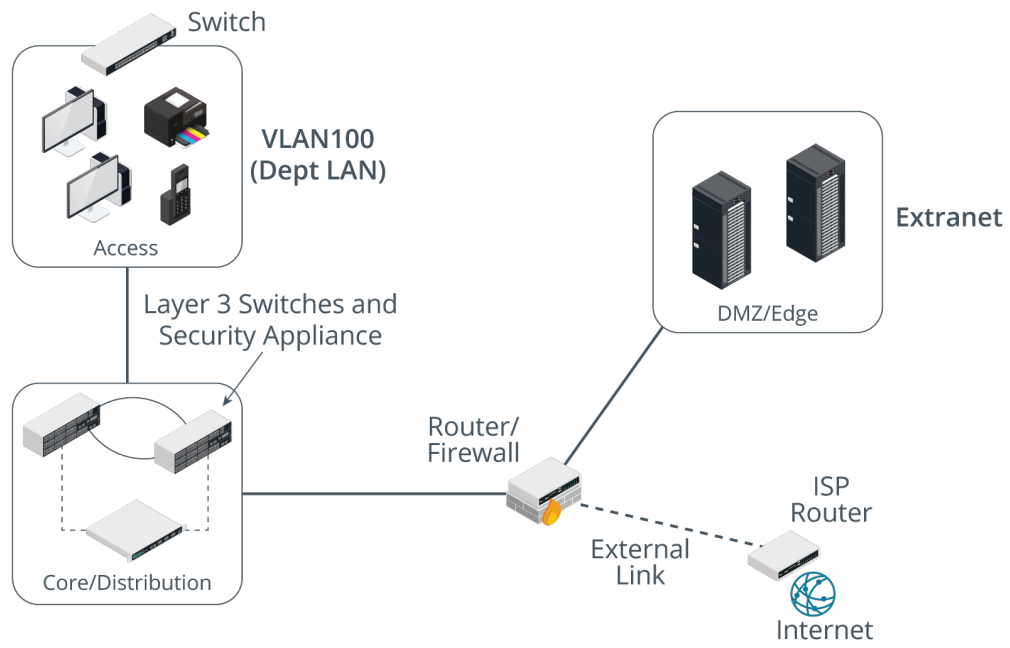 Switch
VLAN100
(Dept LAN)
Access
Layer 3 Switches and
Security Appliance
Core/Distribution
Router/
Firewall
Extranet
DMZ/Edge
ISP
Router
External
Link
Internet